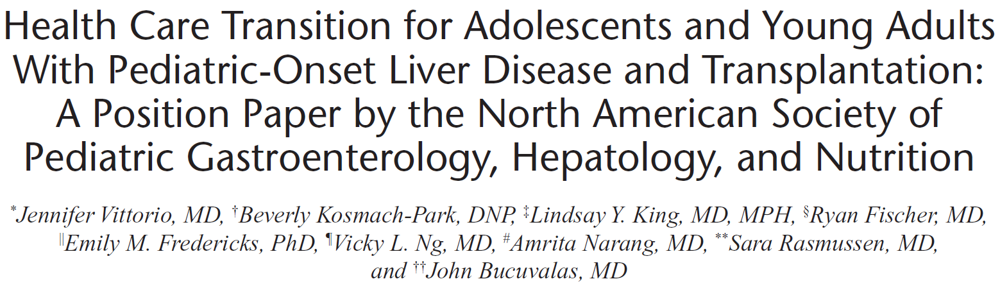 Health Care Transition for Adolescents and Young Adults
With Pediatric-Onset Liver Disease and Transplantation:
A Position Paper by the North American Society of
Pediatric Gastroenterology, Hepatology, and Nutrition
*Jennifer Vittorio, MD, †Beverly Kosmach-Park, DNP, ‡Lindsay Y. King, MD, MPH, §Ryan Fischer, MD,
||Emily M. Fredericks, PhD, ¶Vicky L. Ng, MD, #Amrita Narang, MD, **Sara Rasmussen, MD,
and ††John Bucuvalas, MD